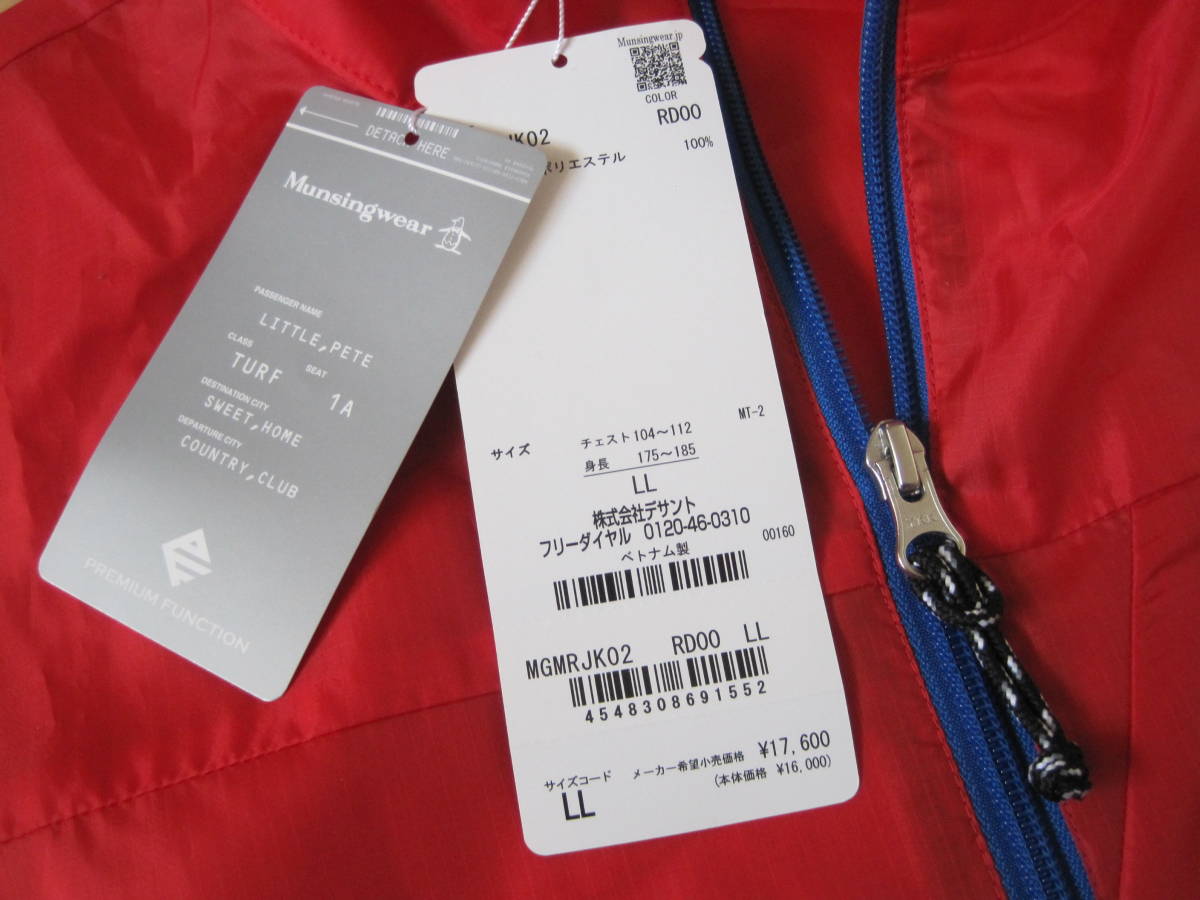 DETACH HERE
Munsingwear
PASSENGER NAME
LITTLE,PETE
CLASS
SEAT
TURF
1A
DESTINATION CITY
SWEET,HOME
DEPARTURE CITY
COUNTRY,CLUB
PREMIUM FUNCTION
Munsingwear.jp
COLOR
JK02
RD00
ポリエステル 100%
MT-2
サイズ
チェスト104～112
身長 175～185
LL
株式会社デサント
フリーダイヤル 0120-46-0310
ベトナム製
00160
MGMRJK02 RD00 LL
4548308691552
サイズコード
LL
メーカー希望小売価格 ¥17,600
(本体価格 ¥16,000)
YKK